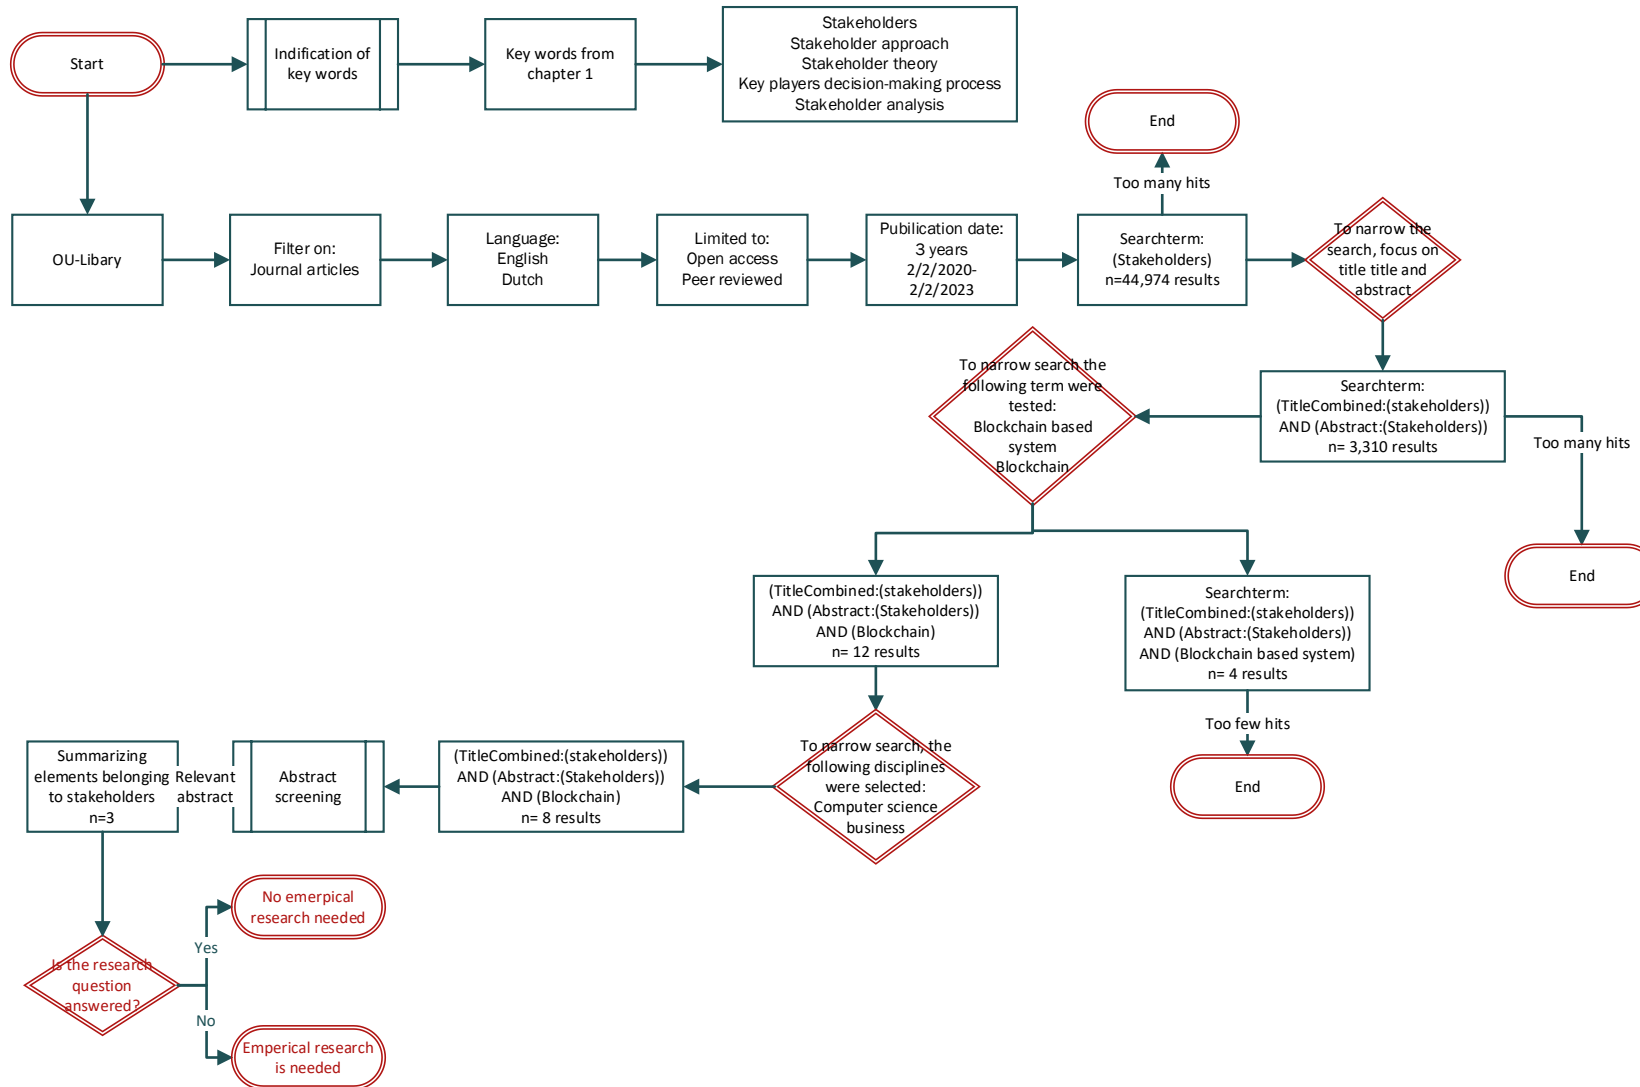 Start
Indification of
key words
Key words from
chapter 1
Stakeholders
Stakeholder approach
Stakeholder theory
Key players decision-making process
Stakeholder analysis
End
Too many hits
OU-Libary
Filter on:
Journal articles
Language:
English
Dutch
Limited to:
Open access
Peer reviewed
Pubilication date:
3 years
2/2/2020-
2/2/2023
Searchterm:
(Stakeholders)
n=44,974 results
To narrow the
search, focus on
title title and
abstract
Searchterm:
(TitleCombined:(stakeholders))
AND (Abstract:(Stakeholders))
n= 3,310 results
Too many hits
End
To narrow search the
following term were
tested:
Blockchain based
system
Blockchain
(TitleCombined:(stakeholders))
AND (Abstract:(Stakeholders))
AND (Blockchain)
n= 12 results
Searchterm:
(TitleCombined:(stakeholders))
AND (Abstract:(Stakeholders))
AND (Blockchain based system)
n= 4 results
Too few hits
End
To narrow search, the
following disciplines
were selected:
Computer science
business
(TitleCombined:(stakeholders))
AND (Abstract:(Stakeholders))
AND (Blockchain)
n= 8 results
Abstract
screening
Relevant
abstract
Summarizing
elements belonging
to stakeholders
n=3
Is the research
question
answered?
Yes
No emerpical
research needed
No
Emperical research
is needed